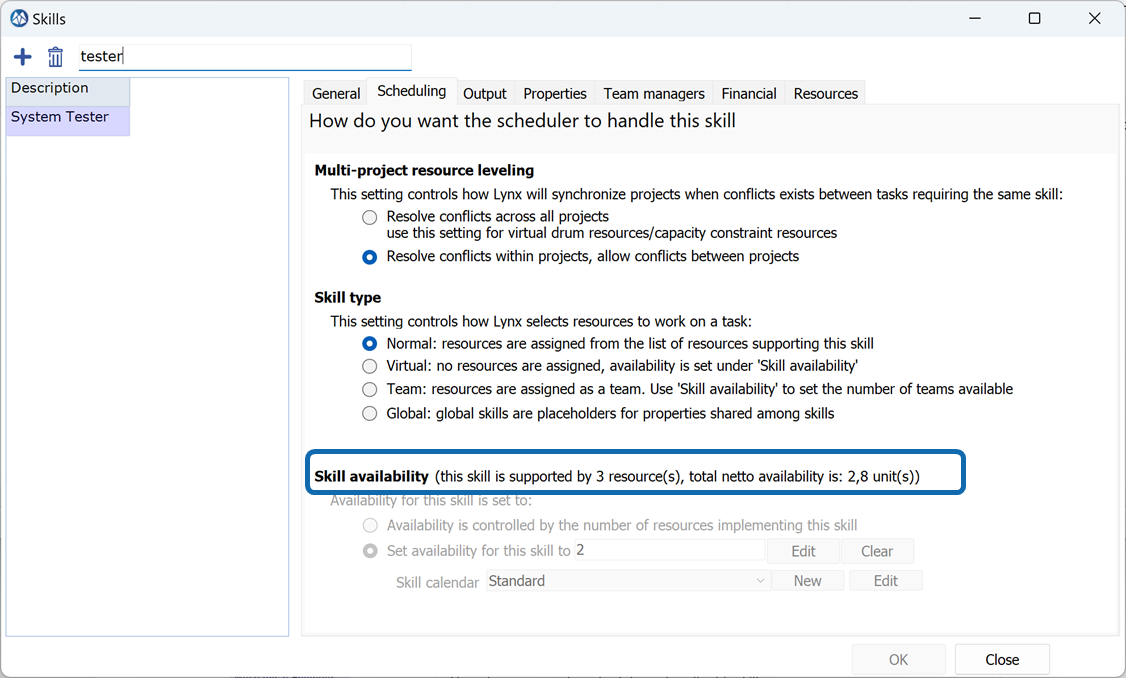 Skills
tester
Description
System Tester
General Scheduling Output Properties Team managers Financial Resources
How do you want the scheduler to handle this skill
Multi-project resource leveling
This setting controls how Lynx will synchronize projects when conflicts exists between tasks requiring the same skill:
Resolve conflicts across all projects
use this setting for virtual drum resources/capacity constraint resources
Resolve conflicts within projects, allow conflicts between projects
Skill type
This setting controls how Lynx selects resources to work on a task:
Normal: resources are assigned from the list of resources supporting this skill
Virtual: no resources are assigned, availability is set under 'Skill availability'
Team: resources are assigned as a team. Use 'Skill availability' to set the number of teams available
Global: global skills are placeholders for properties shared among skills
Skill availability (this skill is supported by 3 resource(s), total netto availability is: 2,8 unit(s))
Availability for this skill is set to:
Availability is controlled by the number of resources implementing this skill
Set availability for this skill to 2 Edit Clear
Skill calendar Standard New Edit
OK Close